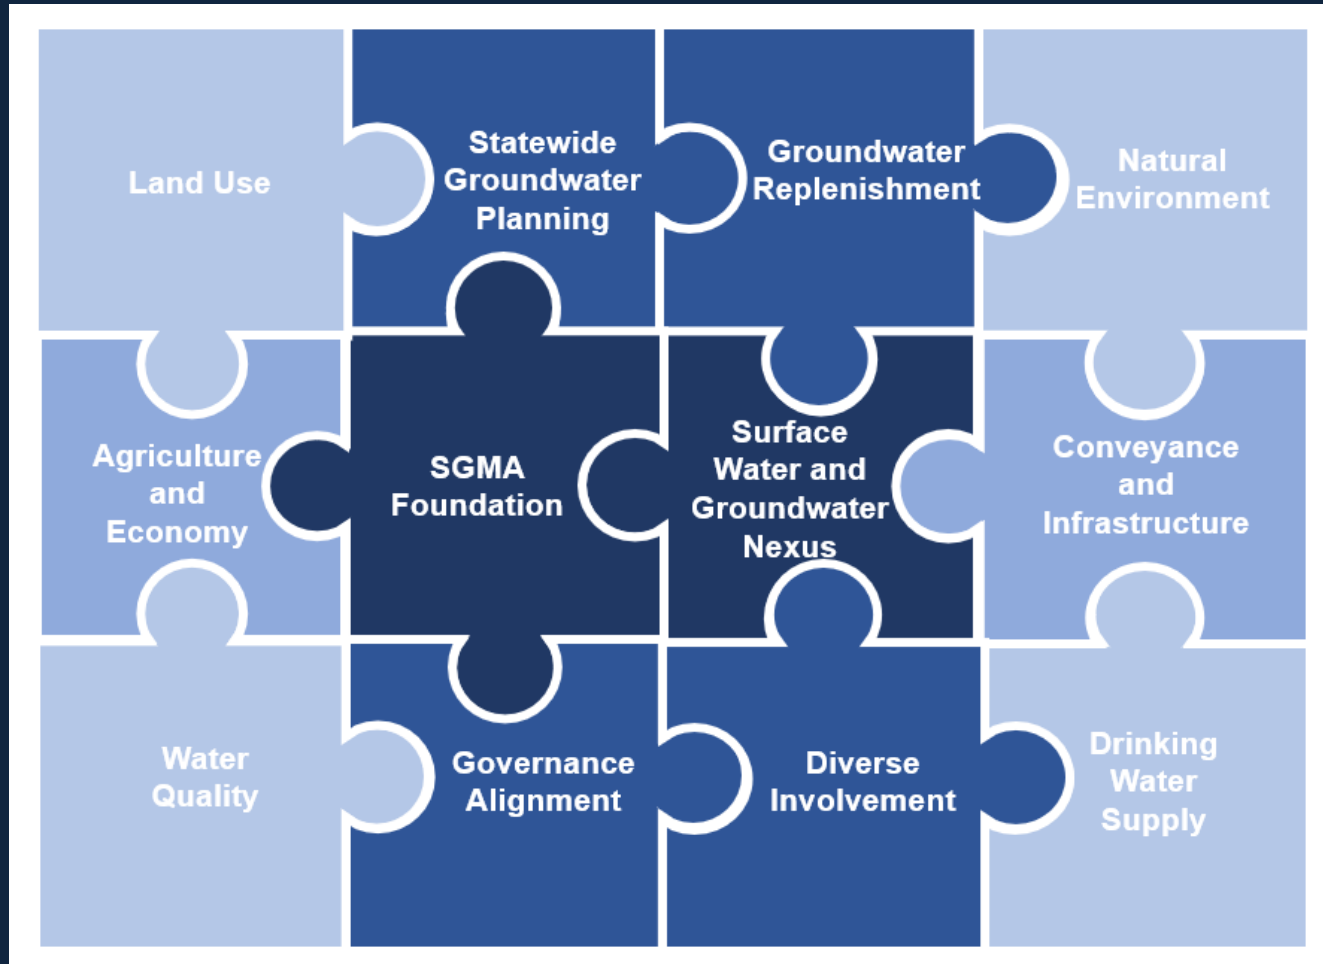 Land Use
Statewide
Groundwater
Planning
Groundwater
Replenishment
Natural
Environment
Agriculture
and
Economy
SGMA
Foundation
Surface
Water and
Groundwater
Nexus
Conveyance
and
Infrastructure
Water
Quality
Governance
Alignment
Diverse
Involvement
Drinking
Water
Supply